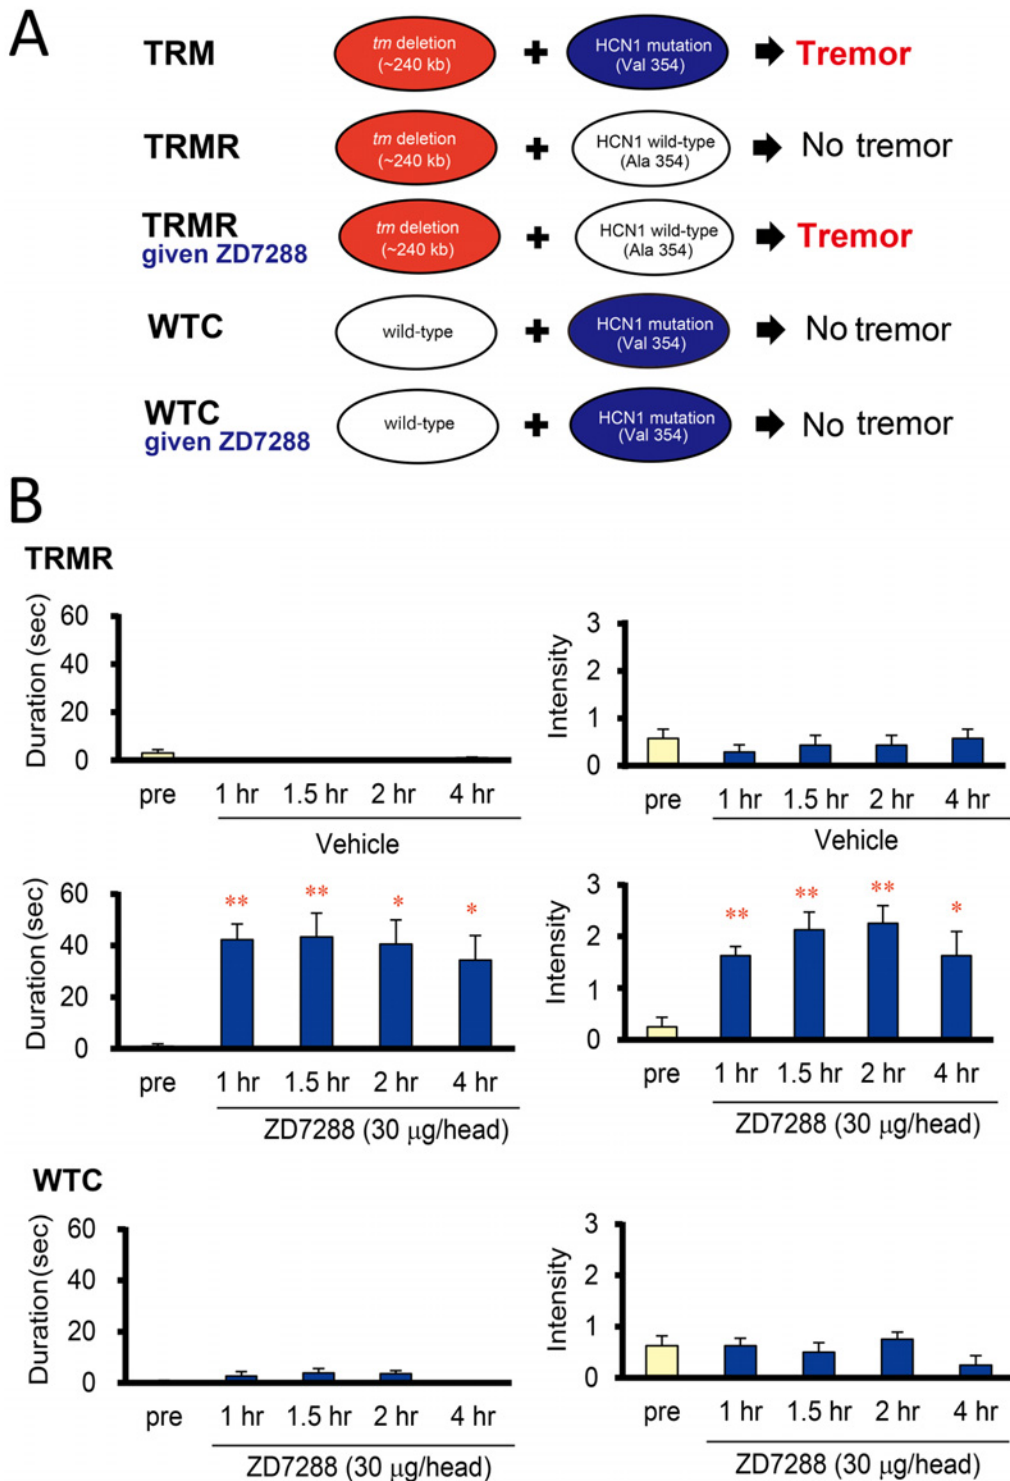 A
TRM
tm deletion
(~240 kb)
+
HCN1 mutation
(Val 354)
Tremor
TRMR
tm deletion
(~240 kb)
+
HCN1 wild-type
(Ala 354)
No tremor
TRMR
given ZD7288
tm deletion
(~240 kb)
+
HCN1 wild-type
(Ala 354)
Tremor
WTC
wild-type
+
HCN1 mutation
(Val 354)
No tremor
WTC
given ZD7288
wild-type
+
HCN1 mutation
(Val 354)
No tremor
B
TRMR
Duration (sec)
60
40
20
0
pre 1 hr 1.5 hr 2 hr 4 hr
Vehicle
Intensity
3
2
1
0
pre 1 hr 1.5 hr 2 hr 4 hr
Vehicle
Duration (sec)
60
40
20
0
** ** * *
pre 1 hr 1.5 hr 2 hr 4 hr
ZD7288 (30 μg/head)
Intensity
3
2
1
0
** ** ** *
pre 1 hr 1.5 hr 2 hr 4 hr
ZD7288 (30 μg/head)
WTC
Duration (sec)
60
40
20
0
pre 1 hr 1.5 hr 2 hr 4 hr
ZD7288 (30 μg/head)
Intensity
3
2
1
0
pre 1 hr 1.5 hr 2 hr 4 hr
ZD7288 (30 μg/head)